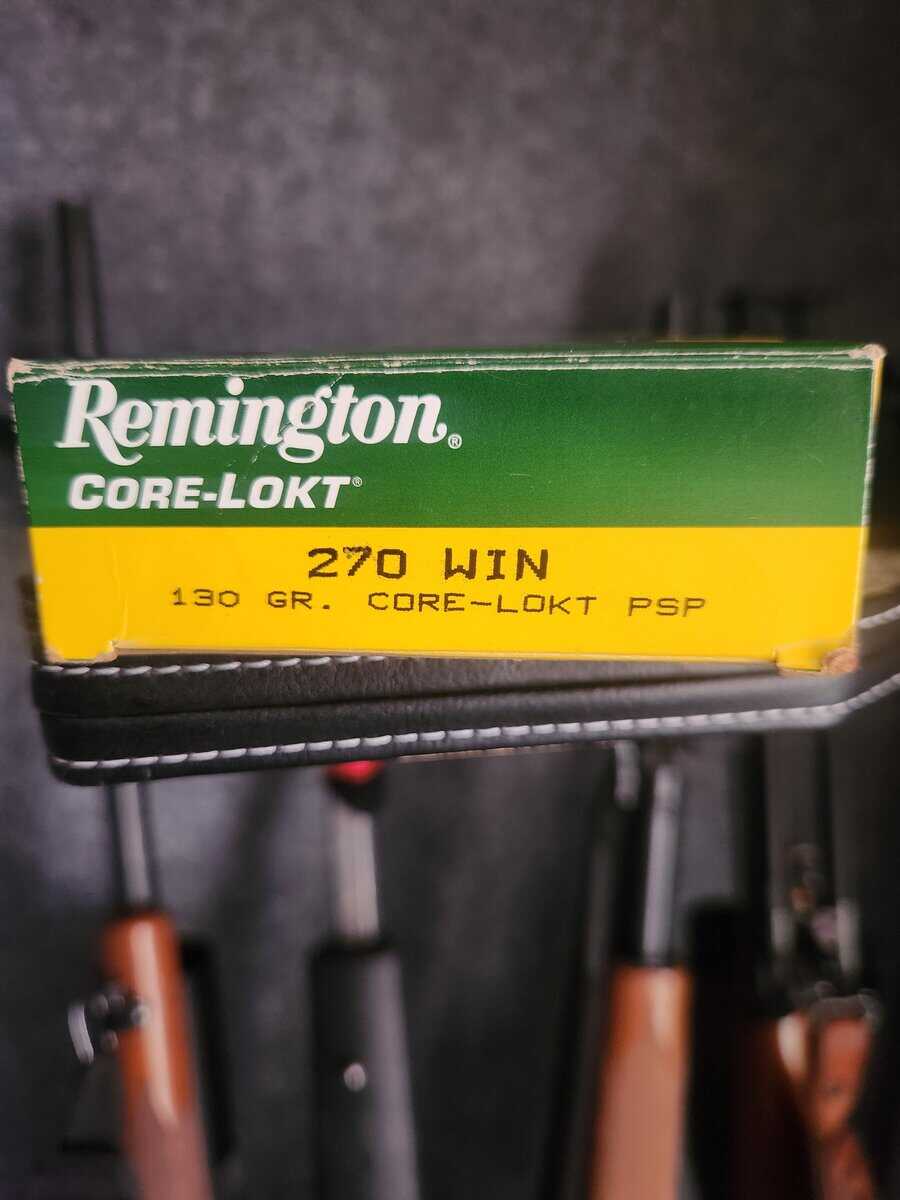 Remington®
CORE-LOKT®
270 WIN
130 GR. CORE-LOKT PSP